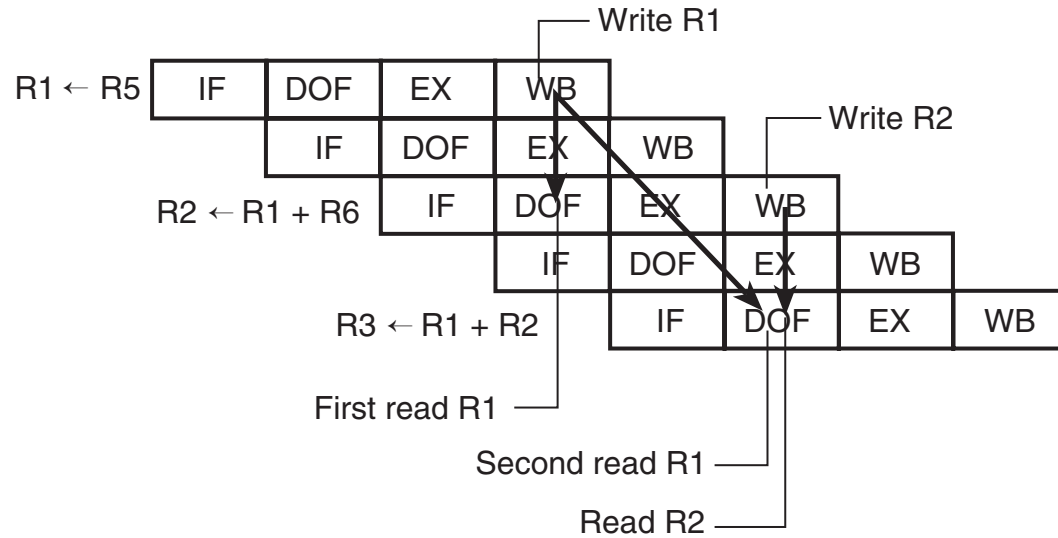 Write R1
R1 ← R5 IF DOF EX WB
Write R2
IF DOF EX WB
R2 ← R1 + R6 IF DOF EX WB
IF DOF EX WB
R3 ← R1 + R2 IF DOF EX WB
First read R1
Second read R1
Read R2